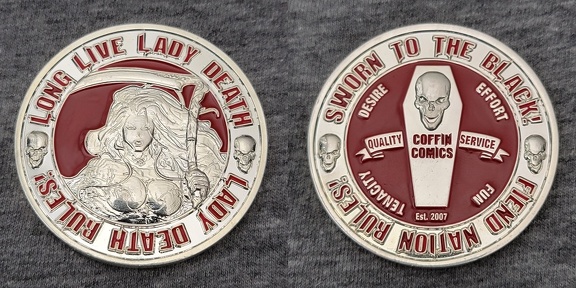 LONG LIVE LADY DEATH
LADY DEATH RULES!
SWORN TO THE BLACK!
FIEND NATION RULES!
DESIRE
EFFORT
QUALITY
COFFIN
COMICS
SERVICE
TENACITY
FUN
Est. 2007